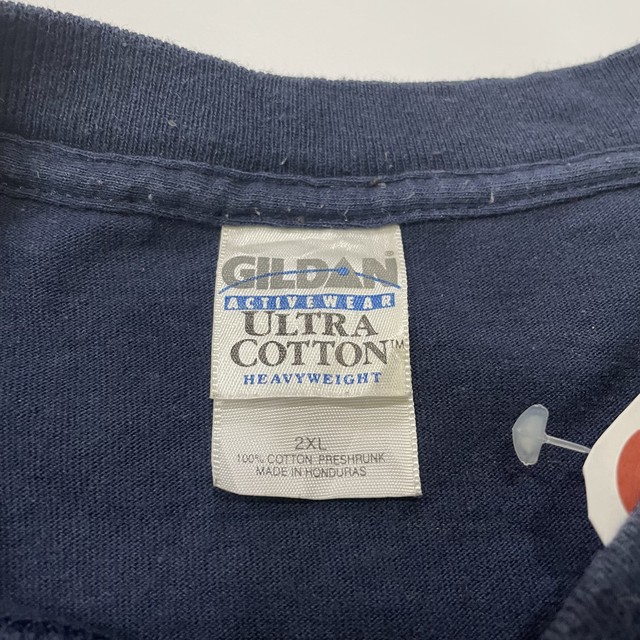 GILDAN
ACTIVEWEAR
ULTRA
COTTON™
HEAVYWEIGHT
2XL
100% COTTON PRESHRUNK
MADE IN HONDURAS